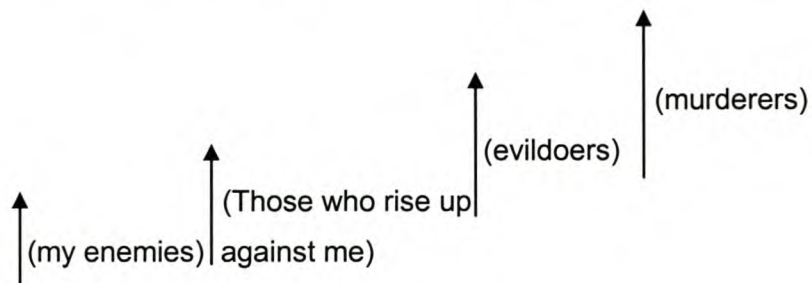 (my enemies)
(Those who rise up
against me)
(evildoers)
(murderers)